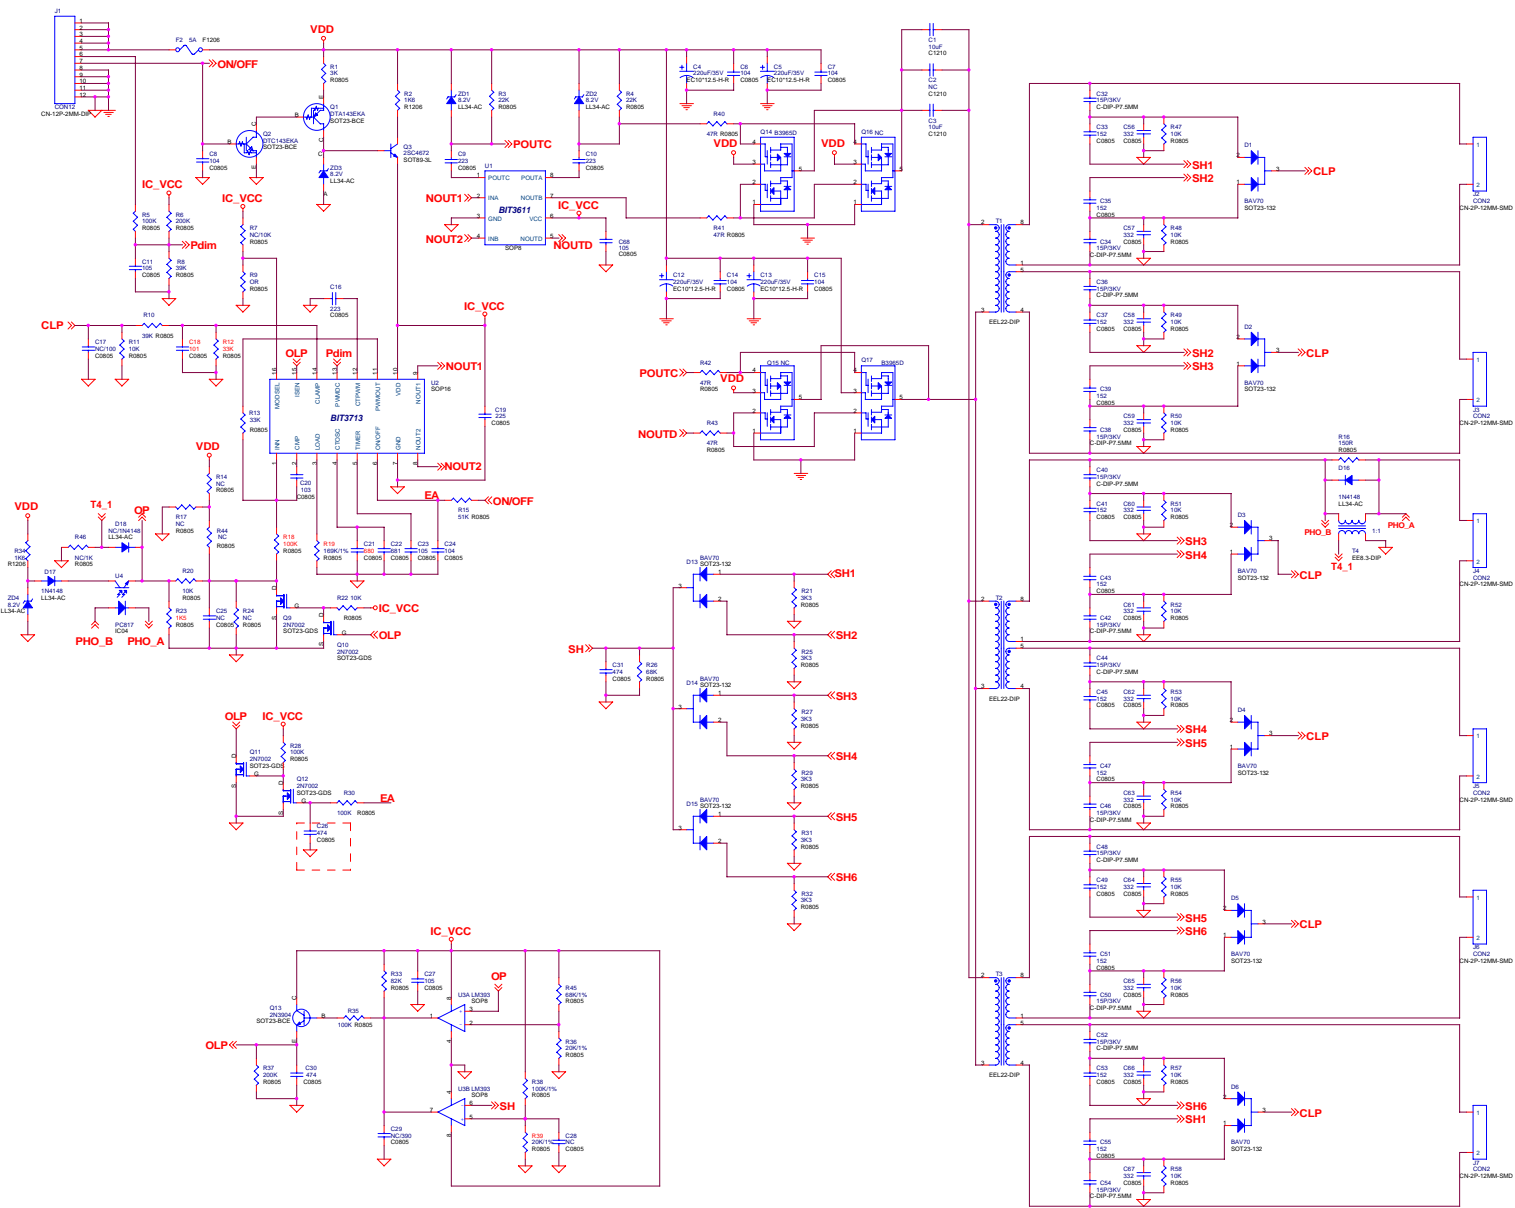 J1
1
2
3
4
5
6
7
8
9
10
11
12
CON12
CN-12P-2MM-DIP
F2 5A F1206
ON/OFF
VDD
R1
3K
R0805
Q1
DTA143EKA
SOT23-BCE
Q2
DTC143EKA
SOT23-BCE
C8
104
C0805
ZD3
8.2V
LL34-AC
R2
1K6
R1206
Q3
2SC4672
SOT89-3L
ZD1
8.2V
LL34-AC
R3
22K
R0805
POUTC
C9
223
C0805
ZD2
8.2V
LL34-AC
R4
22K
R0805
C10
223
C0805
U1
POUTC
POUTA
INA
NOUTB
BIT3611
GND
VCC
INB
NOUTD
SOP8
NOUT1
NOUT2
IC_VCC
NOUTD
C68
105
C0805
C4
220uF/35V
EC10*12.5-H-R
C6
104
C0805
C5
220uF/35V
EC10*12.5-H-R
C7
104
C0805
C1
10uF
C1210
C2
NC
C1210
C3
10uF
C1210
R40
47R R0805
R41
47R R0805
Q14 B3965D
VDD
Q16 NC
VDD
C12
220uF/35V
EC10*12.5-H-R
C14
104
C0805
C13
220uF/35V
EC10*12.5-H-R
C15
104
C0805
POUTC
R42
47R
R0805
VDD
NOUTD
R43
47R
R0805
Q15 NC
Q17
B3965D
IC_VCC
R5
100K
R0805
R6
200K
R0805
Pdim
C11
105
C0805
R8
39K
R0805
IC_VCC
R7
NC/10K
R0805
R9
OR
R0805
C16
223
C0805
CLP
C17
NC/100
C0805
R11
10K
R0805
R10
39K R0805
C18
101
C0805
R12
33K
R0805
OLP
Pdim
IC_VCC
NOUT1
U2
SOP16
MODSEL
ISEN
CLAMP
PWMDC
CTPWM
PWMOUT
VDD
NOUT1
BIT3713
INN
CMP
LOAD
CTOSC
TIMER
ON/OFF
GND
NOUT2
R13
33K
R0805
C19
225
C0805
NOUT2
C20
103
C0805
EA
ON/OFF
R15
51K R0805
VDD
R14
NC
R0805
R17
NC
R0805
R44
NC
R0805
R18
100K
R0805
R19
169K/1%
R0805
C21
680
C0805
C22
681
C0805
C23
105
C0805
C24
104
C0805
VDD
R34
1K6
R1206
ZD4
8.2V
LL34-AC
T4_1
OP
D18
NC/1N4148
LL34-AC
R46
NC/1K
R0805
D17
1N4148
LL34-AC
U4
PC817
IC04
PHO_B
PHO_A
R20
10K
R0805
R23
1K5
R0805
C25
NC
C0805
R24
NC
R0805
Q9
2N7002
SOT23-GDS
R22 10K
IC_VCC
R0805
OLP
Q10
2N7002
SOT23-GDS
OLP
IC_VCC
R28
100K
R0805
Q11
2N7002
SOT23-GDS
Q12
2N7002
SOT23-GDS
R30
100K R0805
EA
C26
474
C0805
SH
C31
474
C0805
R26
68K
R0805
D13
BAV70
SOT23-132
SH1
R21
3K3
R0805
SH2
R25
3K3
R0805
D14
BAV70
SOT23-132
SH3
R27
3K3
R0805
SH4
R29
3K3
R0805
D15
BAV70
SOT23-132
SH5
R31
3K3
R0805
SH6
R32
3K3
R0805
IC_VCC
R33
82K
R0805
C27
105
C0805
OP
U3A LM393
SOP8
R45
68K/1%
R0805
R36
20K/1%
R0805
Q13
2N3904
SOT23-BCE
R35
100K R0805
OLP
R37
200K
R0805
C30
474
C0805
U3B LM393
SOP8
SH
R38
100K/1%
R0805
R39
20K/1%
R0805
C28
NC
C0805
C29
NC/390
C0805
T1
EEL22-DIP
T2
EEL22-DIP
T3
EEL22-DIP
C32
15P/3KV
C-DIP-P7.5MM
C33
152
C0805
C56
332
C0805
R47
10K
R0805
SH1
SH2
D1
BAV70
SOT23-132
CLP
C35
152
C0805
C57
332
C0805
R48
10K
R0805
C34
15P/3KV
C-DIP-P7.5MM
J2
CON2
CN-2P-12MM-SMD
C36
15P/3KV
C-DIP-P7.5MM
C37
152
C0805
C58
332
C0805
R49
10K
R0805
SH2
SH3
D2
BAV70
SOT23-132
CLP
C39
152
C0805
C59
332
C0805
R50
10K
R0805
C38
15P/3KV
C-DIP-P7.5MM
J3
CON2
CN-2P-12MM-SMD
C40
15P/3KV
C-DIP-P7.5MM
C41
152
C0805
C60
332
C0805
R51
10K
R0805
SH3
SH4
D3
BAV70
SOT23-132
CLP
C43
152
C0805
C61
332
C0805
R52
10K
R0805
C42
15P/3KV
C-DIP-P7.5MM
R16
150R
R0805
D16
1N4148
LL34-AC
PHO_B
PHO_A
1:1
T4
EE8.3-DIP
T4_1
J4
CON2
CN-2P-12MM-SMD
C44
15P/3KV
C-DIP-P7.5MM
C45
152
C0805
C62
332
C0805
R53
10K
R0805
SH4
SH5
D4
BAV70
SOT23-132
CLP
C47
152
C0805
C63
332
C0805
R54
10K
R0805
C46
15P/3KV
C-DIP-P7.5MM
J5
CON2
CN-2P-12MM-SMD
C48
15P/3KV
C-DIP-P7.5MM
C49
152
C0805
C64
332
C0805
R55
10K
R0805
SH5
SH6
D5
BAV70
SOT23-132
CLP
C51
152
C0805
C65
332
C0805
R56
10K
R0805
C50
15P/3KV
C-DIP-P7.5MM
J6
CON2
CN-2P-12MM-SMD
C52
15P/3KV
C-DIP-P7.5MM
C53
152
C0805
C66
332
C0805
R57
10K
R0805
SH6
SH1
D6
BAV70
SOT23-132
CLP
C55
152
C0805
C67
332
C0805
R58
10K
R0805
C54
15P/3KV
C-DIP-P7.5MM
J7
CON2
CN-2P-12MM-SMD